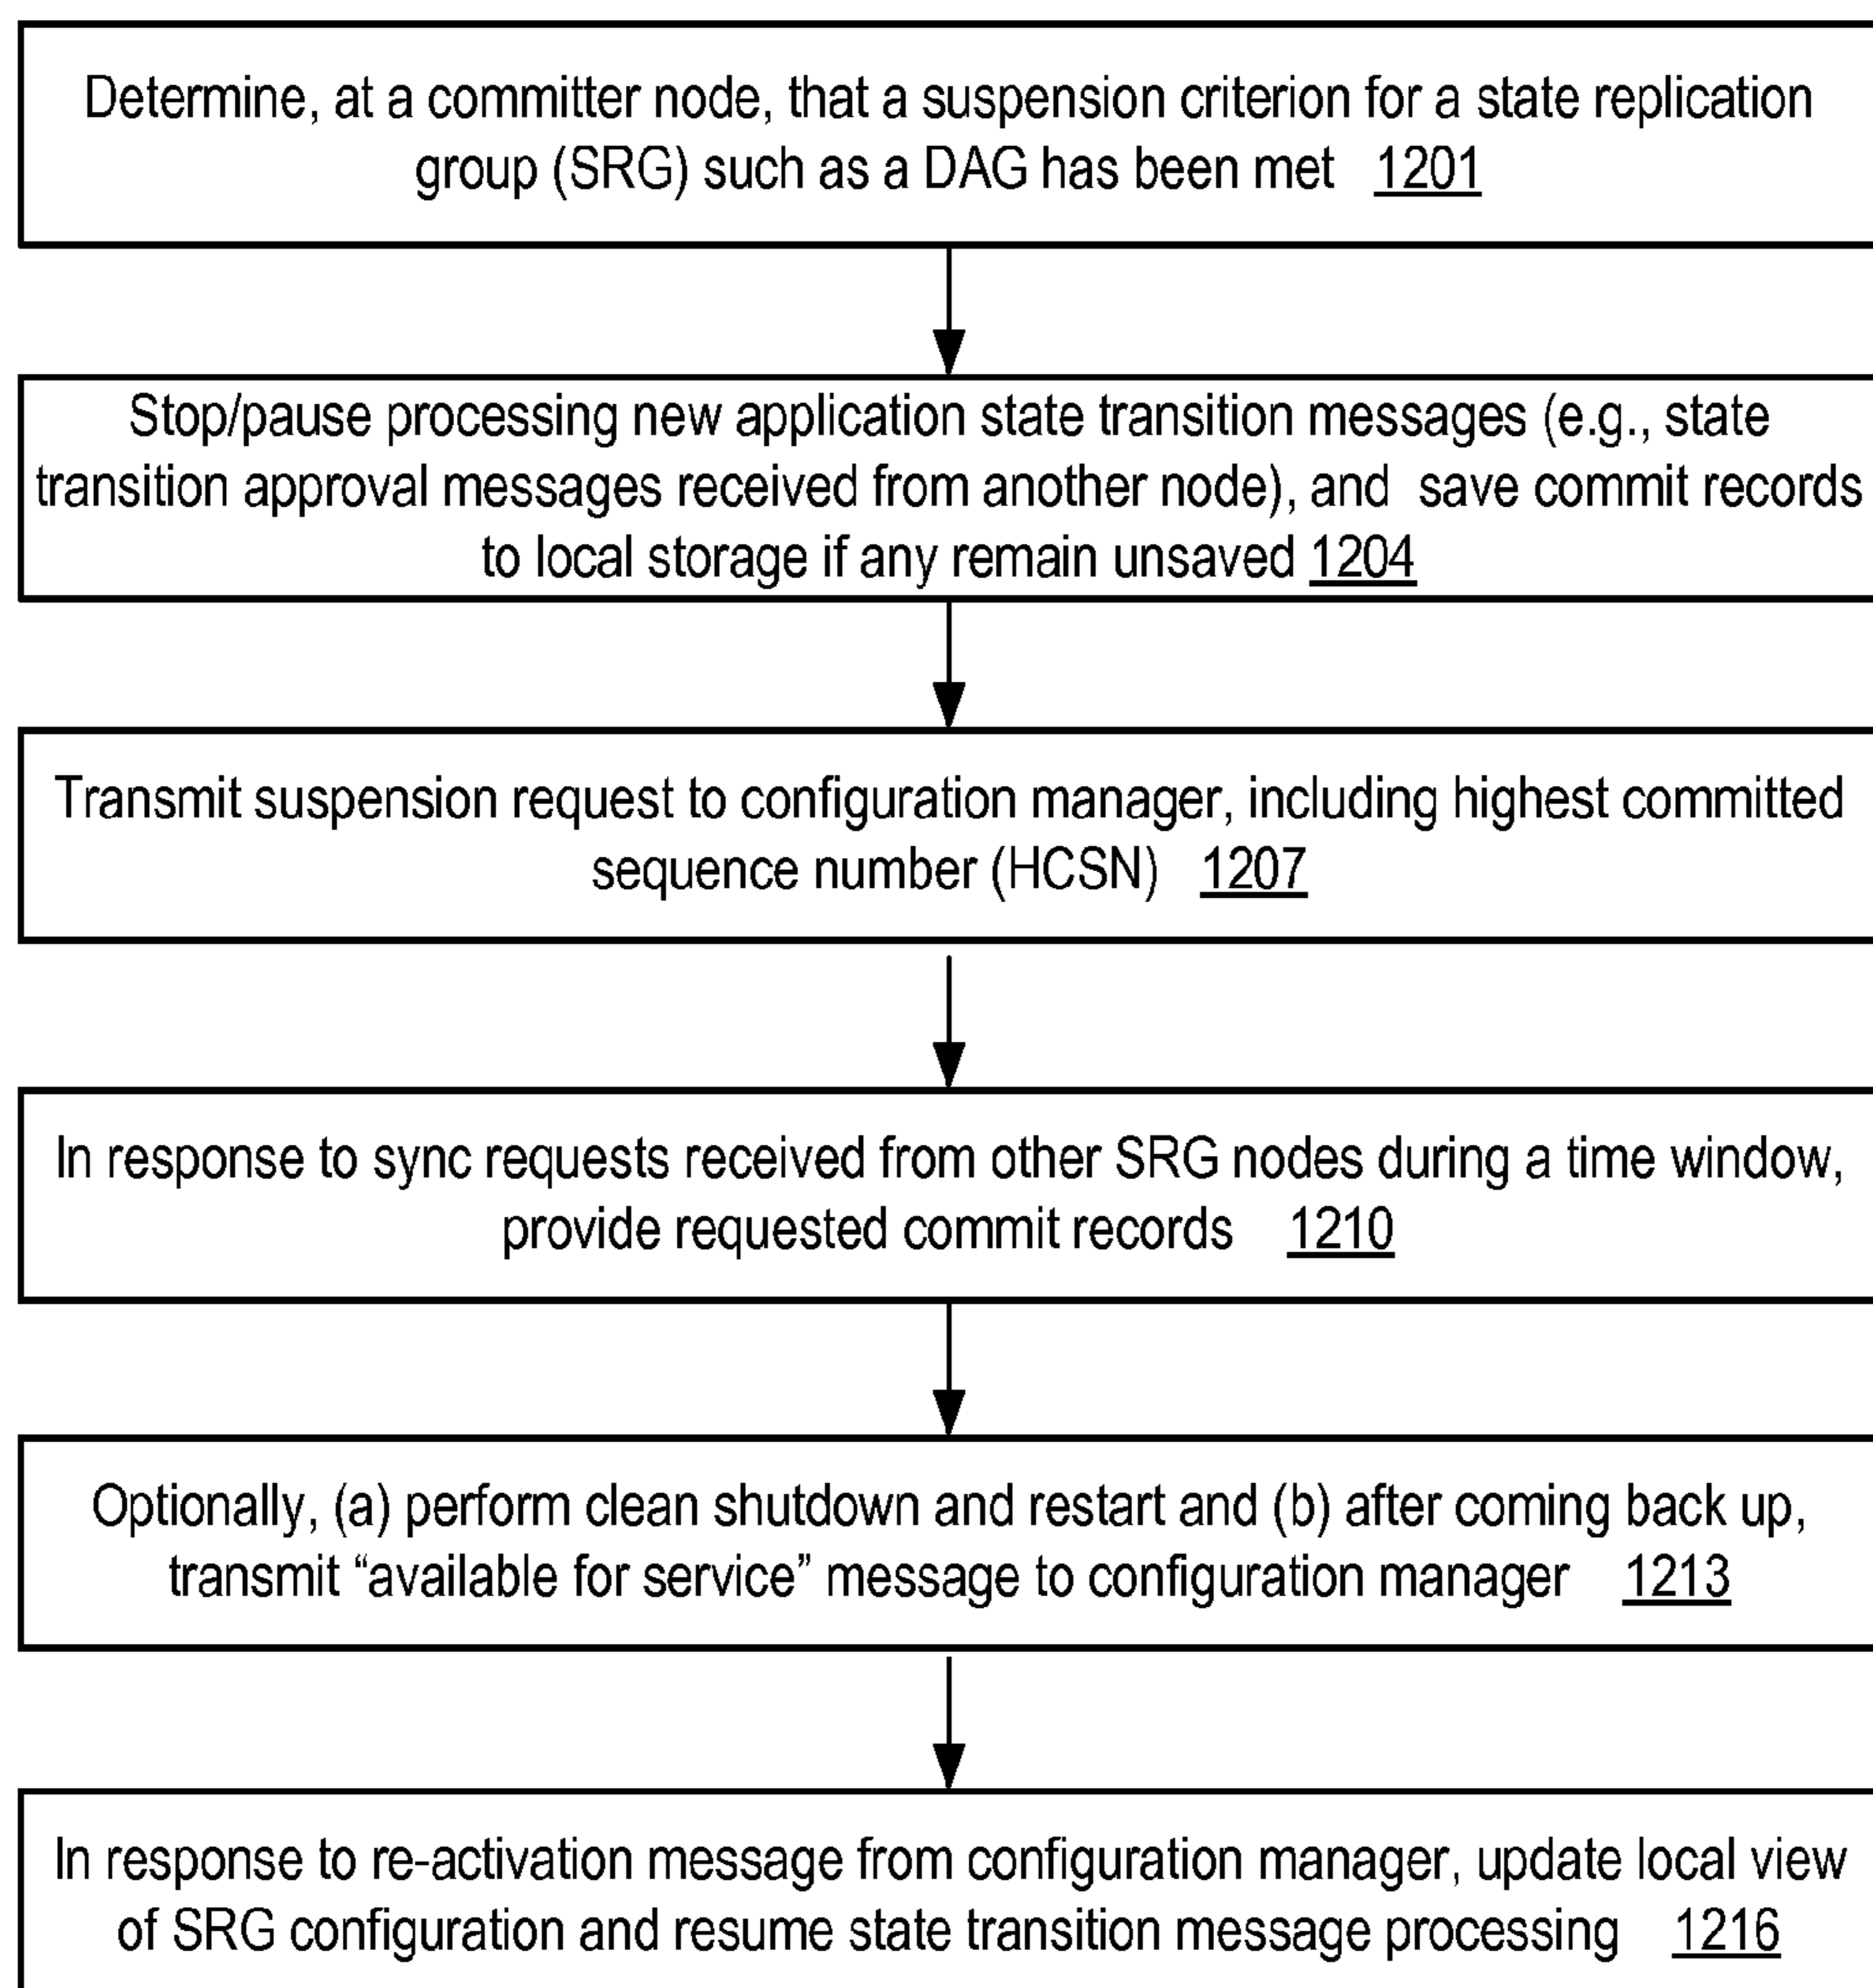 Determine, at a committer node, that a suspension criterion for a state replication
group (SRG) such as a DAG has been met 1201
Stop/pause processing new application state transition messages (e.g., state
transition approval messages received from another node), and save commit records
to local storage if any remain unsaved 1204
Transmit suspension request to configuration manager, including highest committed
sequence number (HCSN) 1207
In response to sync requests received from other SRG nodes during a time window,
provide requested commit records 1210
Optionally, (a) perform clean shutdown and restart and (b) after coming back up,
transmit “available for service” message to configuration manager 1213
In response to re-activation message from configuration manager, update local view
of SRG configuration and resume state transition message processing 1216